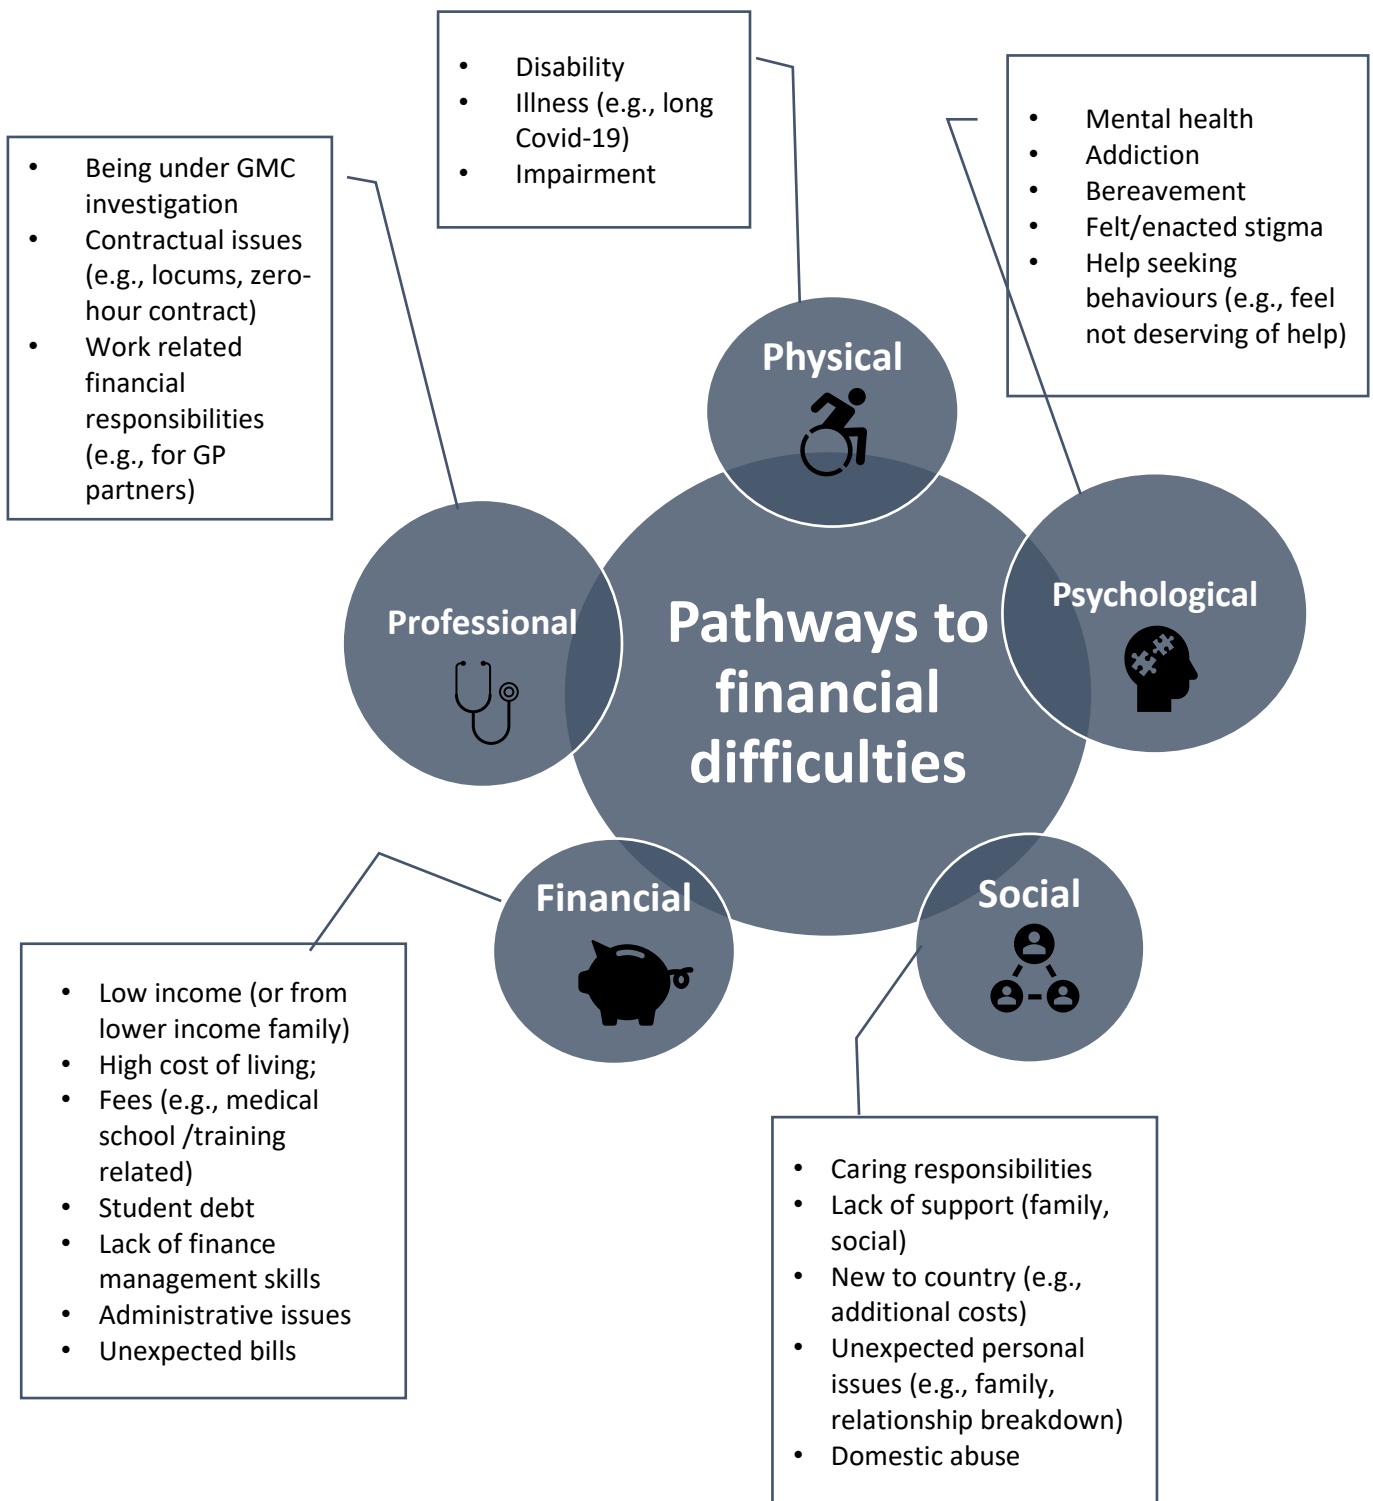 • Disability
• Illness (e.g., long
Covid-19)
• Impairment
• Mental health
• Addiction
• Bereavement
• Felt/enacted stigma
• Help seeking
behaviours (e.g., feel
not deserving of help)
• Being under GMC
investigation
• Contractual issues
(e.g., locums, zero-
hour contract)
• Work related
financial
responsibilities
(e.g., for GP
partners)
Physical
Professional
Pathways to
financial
difficulties
Psychological
Financial
Social
• Low income (or from
lower income family)
• High cost of living;
• Fees (e.g., medical
school /training
related)
• Student debt
• Lack of finance
management skills
• Administrative issues
• Unexpected bills
• Caring responsibilities
• Lack of support (family,
social)
• New to country (e.g.,
additional costs)
• Unexpected personal
issues (e.g., family,
relationship breakdown)
• Domestic abuse